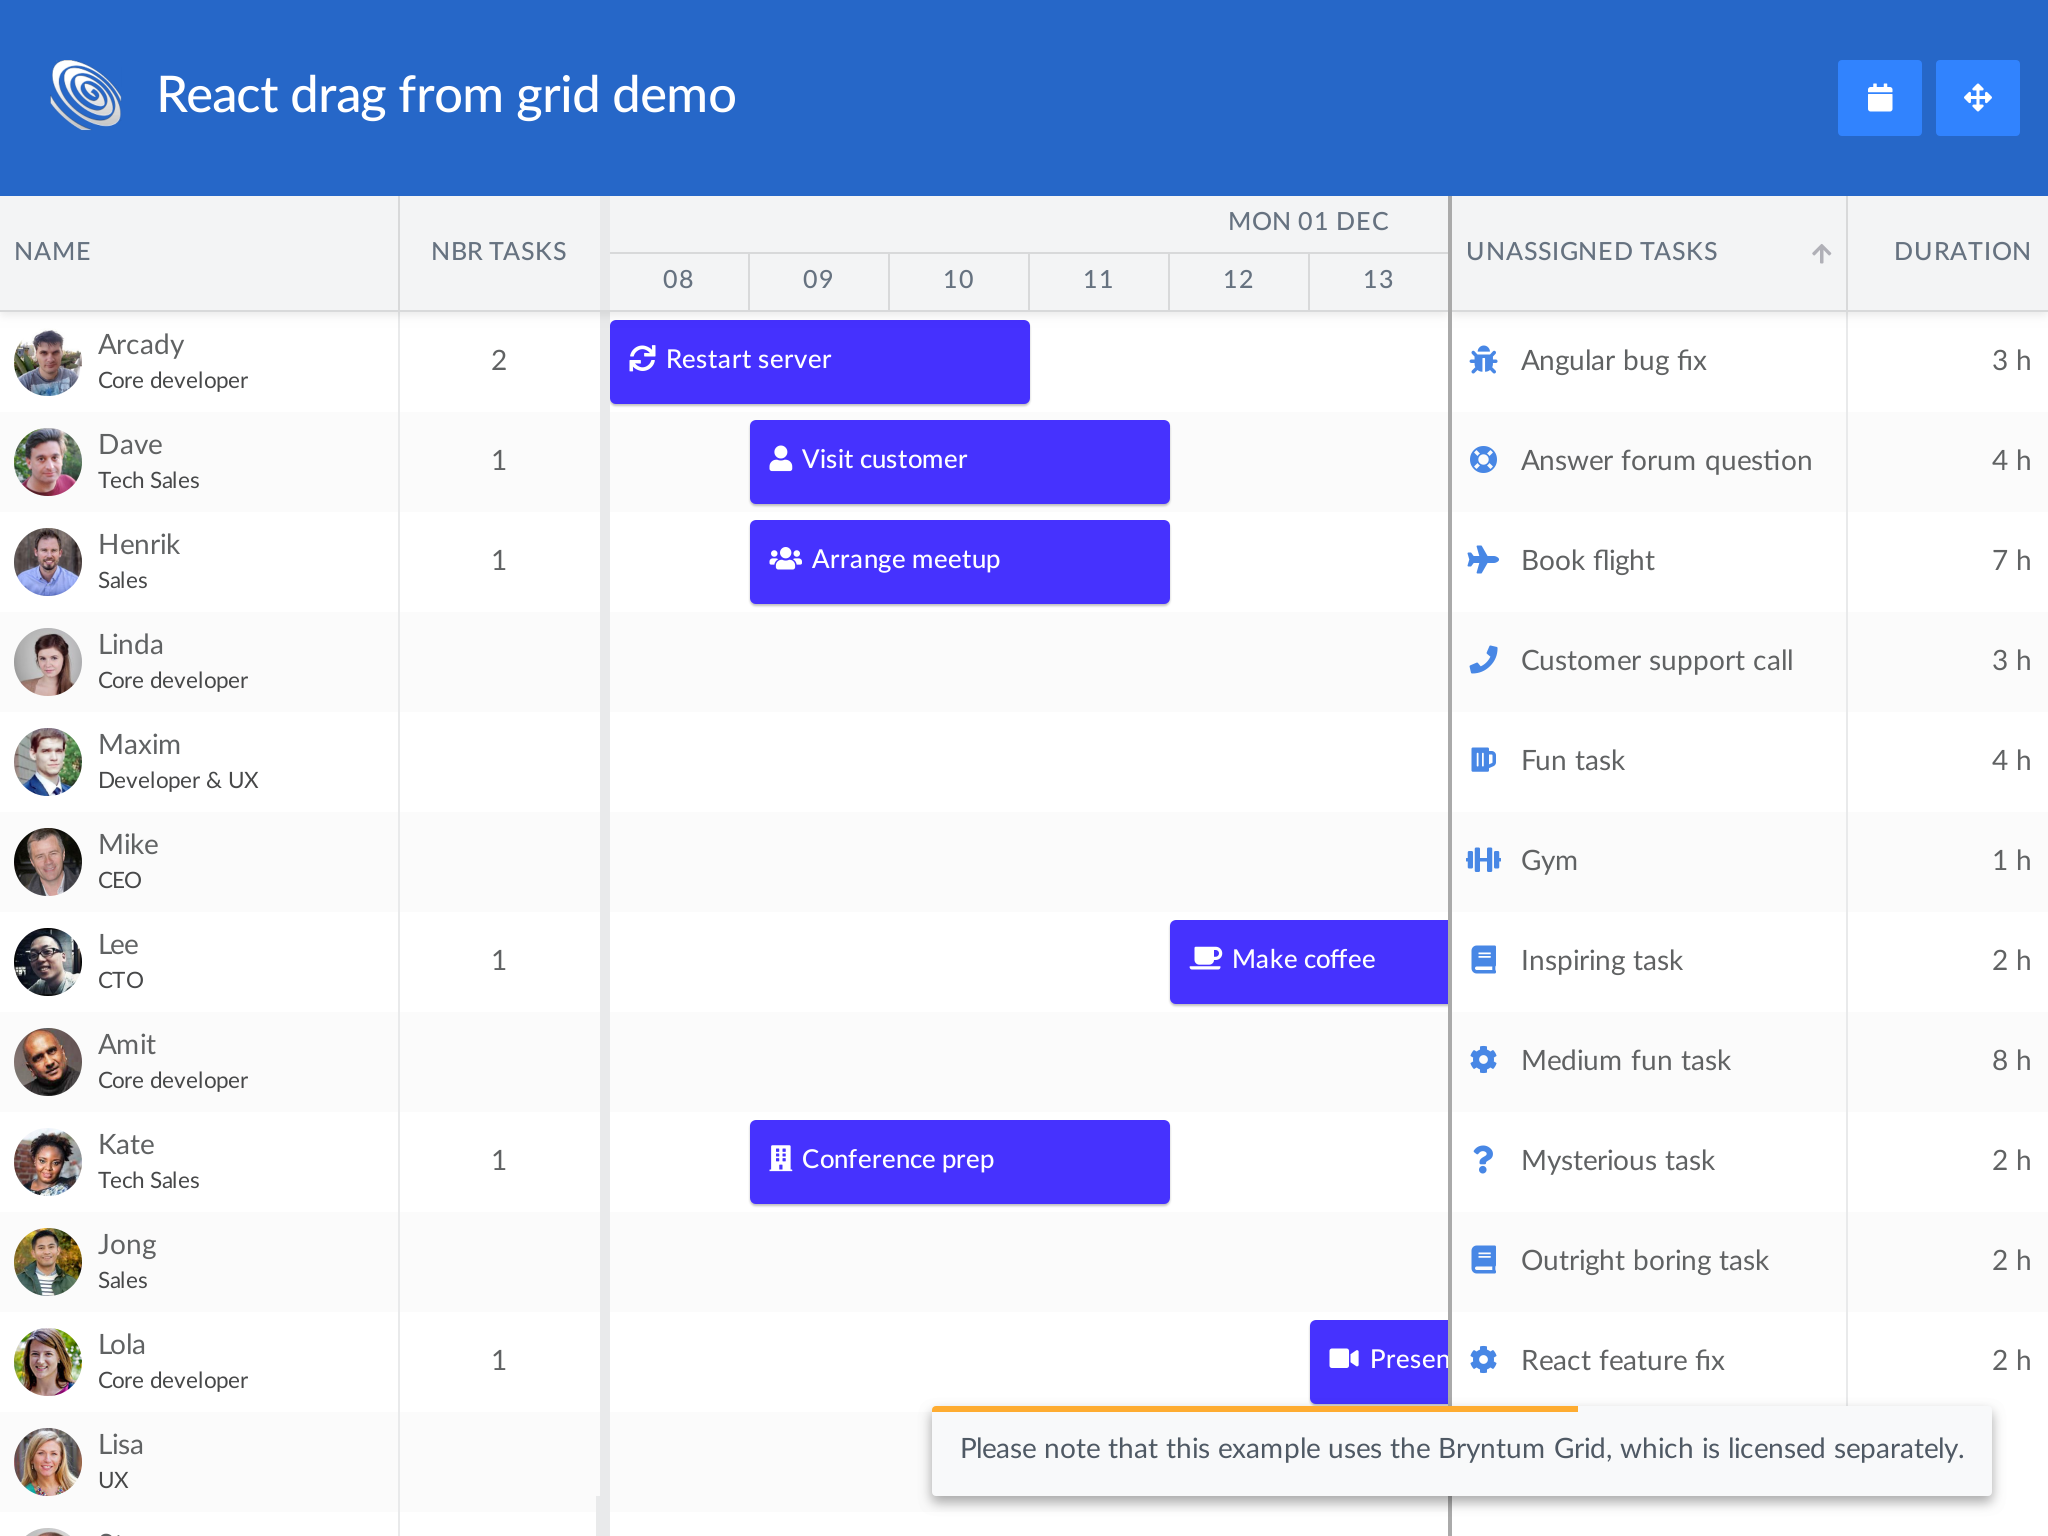 React drag from grid demo
NAME
NBR TASKS
MON 01 DEC
08 09 10 11 12 13
UNASSIGNED TASKS
DURATION
Arcady
Core developer
2
Restart server
Angular bug fix
3 h
Dave
Tech Sales
1
Visit customer
Answer forum question
4 h
Henrik
Sales
1
Arrange meetup
Book flight
7 h
Linda
Core developer
Customer support call
3 h
Maxim
Developer & UX
Fun task
4 h
Mike
CEO
Gym
1 h
Lee
CTO
1
Make coffee
Inspiring task
2 h
Amit
Core developer
Medium fun task
8 h
Kate
Tech Sales
1
Conference prep
Mysterious task
2 h
Jong
Sales
Outright boring task
2 h
Lola
Core developer
1
Presen
React feature fix
2 h
Lisa
UX
Please note that this example uses the Bryntum Grid, which is licensed separately.